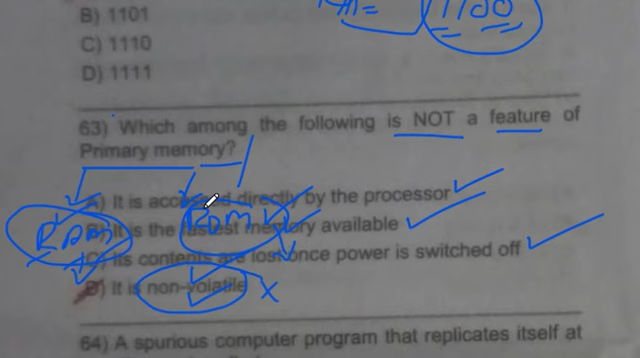 B) 1101
1100
C) 1110
D) 1111
63) Which among the following is NOT a feature of
Primary memory?
A) It is accessed directly by the processor
B) It is the fastest memory available
C) Its contents are lost once power is switched off
D) It is non-volatile
64) A spurious computer program that replicates itself at